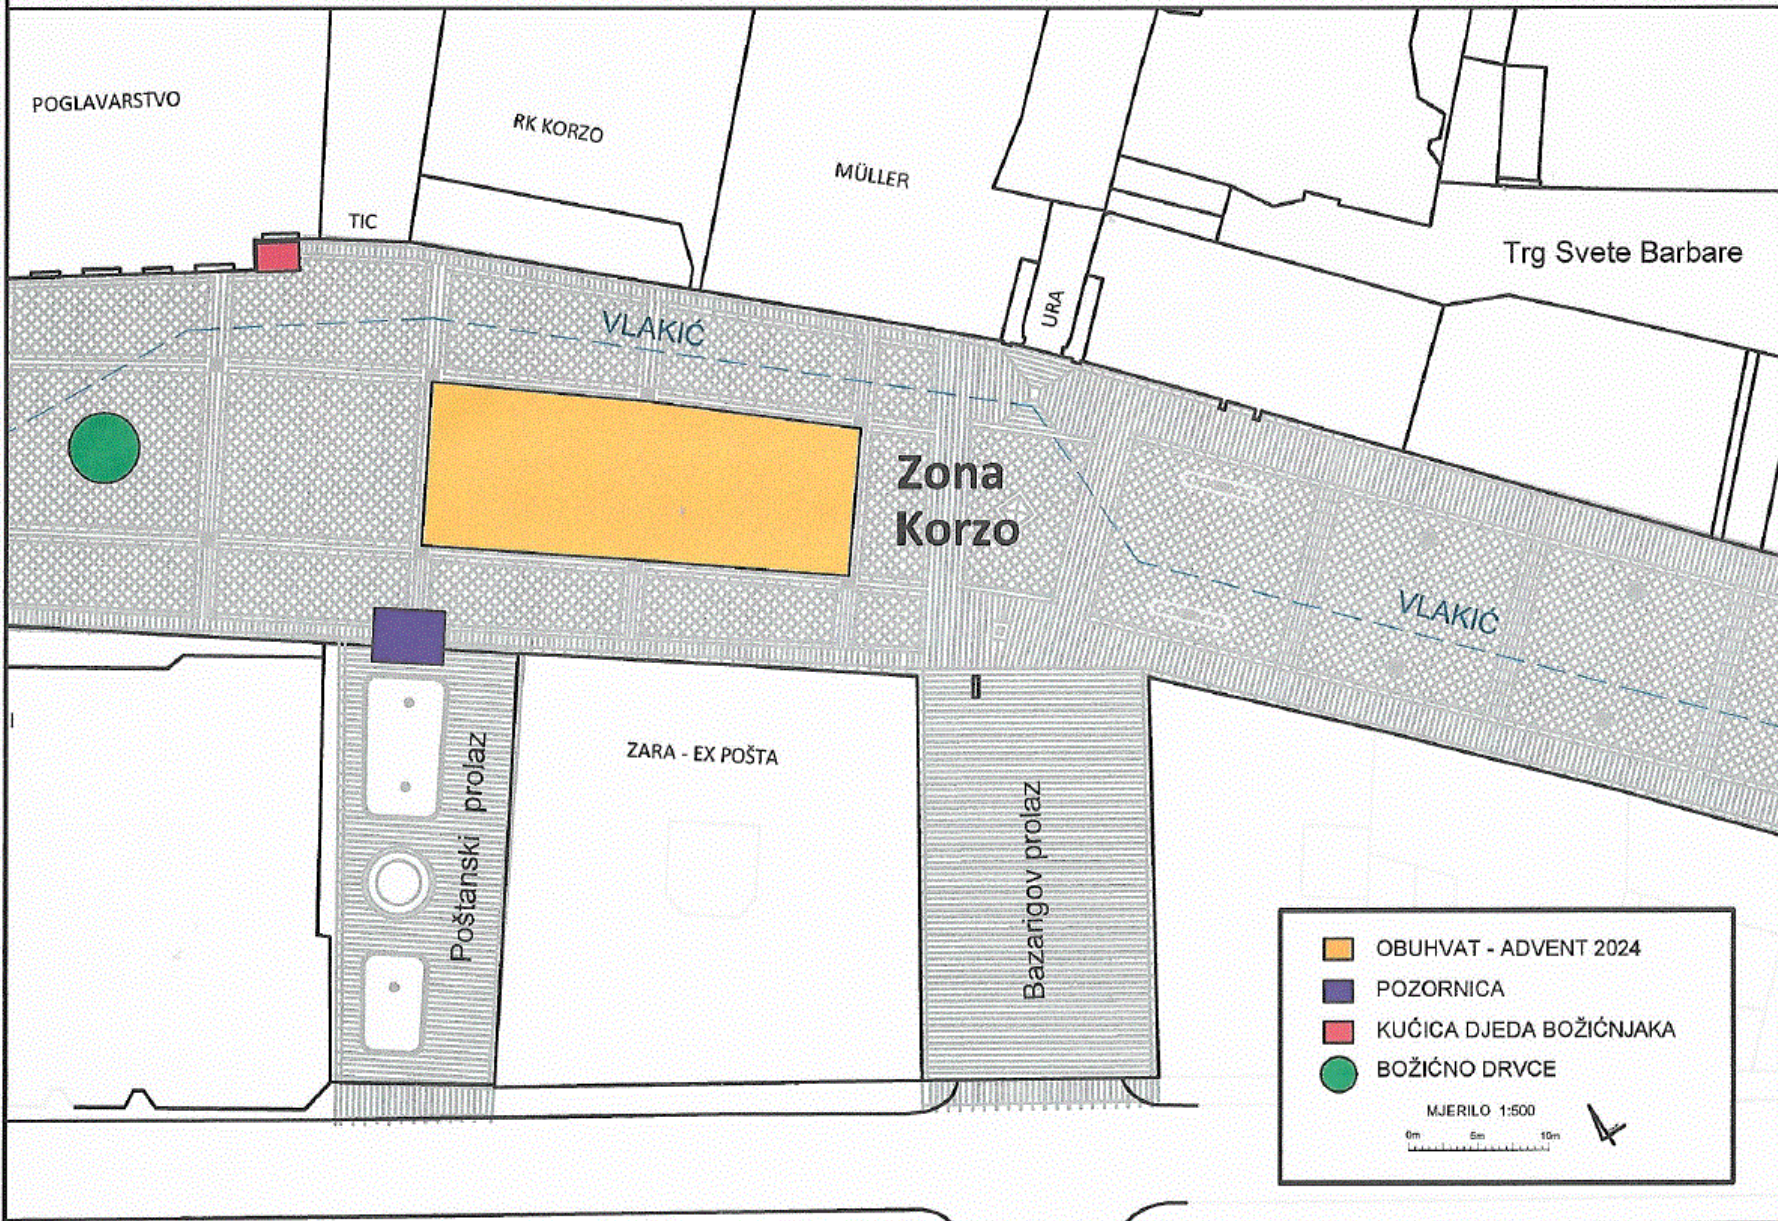 POGLAVARSTVO
RK KORZO
MÜLLER
TIC
URA
Trg Svete Barbare
VLAKIĆ
Zona
Korzo
VLAKIĆ
ZARA - EX POŠTA
Poštanski prolaz
Bazarigov prolaz
OBUHVAT - ADVENT 2024
POZORNICA
KUĆICA DJEDA BOŽIĆNJAKA
BOŽIĆNO DRVCE
MJERILO 1:500
0m 5m 10m